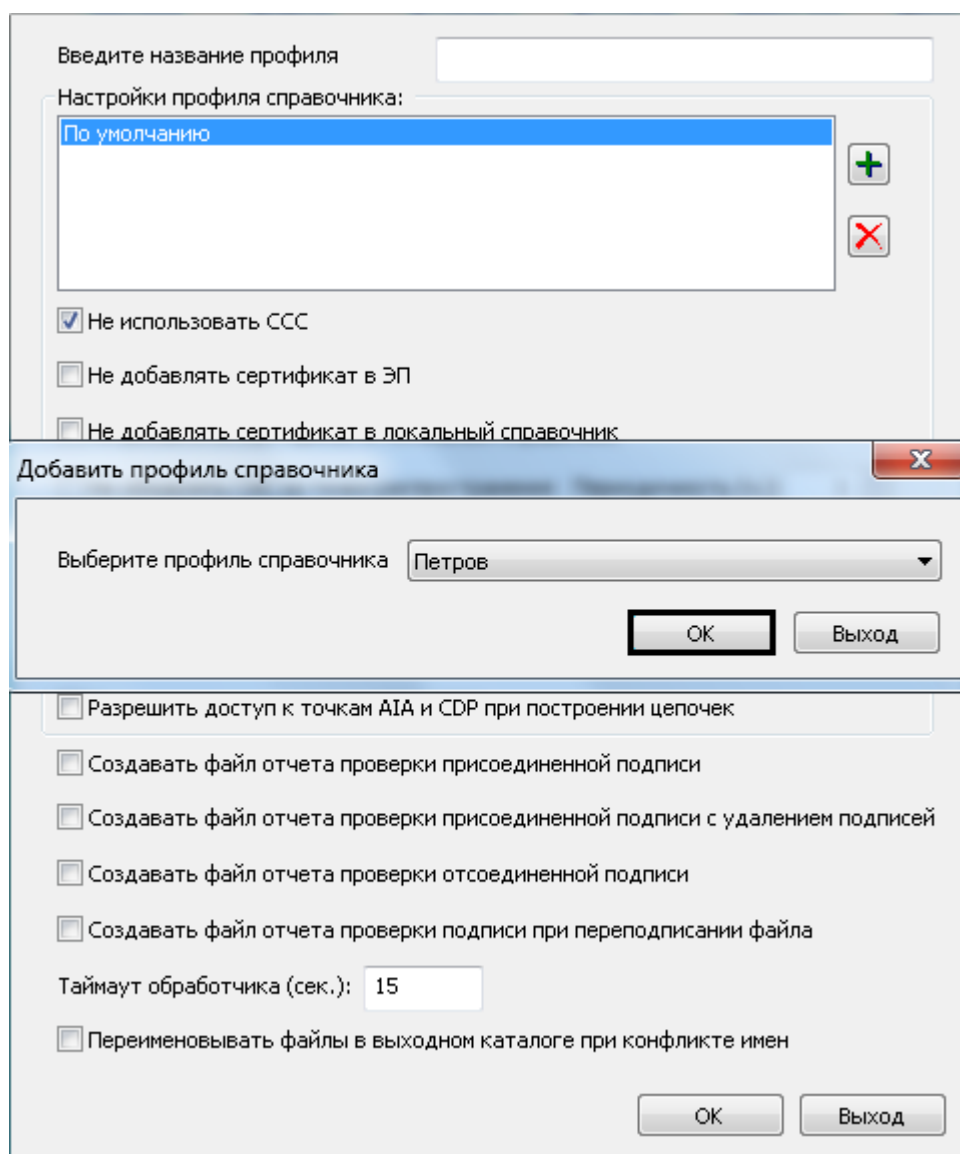 Введите название профиля
Настройки профиля справочника:
По умолчанию
Не использовать ССС
Не добавлять сертификат в ЭП
Не добавлять сертификат в локальный справочник
Добавить профиль справочника
Выберите профиль справочника Петров
ОК Выход
Разрешить доступ к точкам AIA и CDP при построении цепочек
Создавать файл отчета проверки присоединенной подписи
Создавать файл отчета проверки присоединенной подписи с удалением подписей
Создавать файл отчета проверки отсоединенной подписи
Создавать файл отчета проверки подписи при переподписании файла
Таймаут обработчика (сек.): 15
Переименовывать файлы в выходном каталоге при конфликте имен
ОК Выход